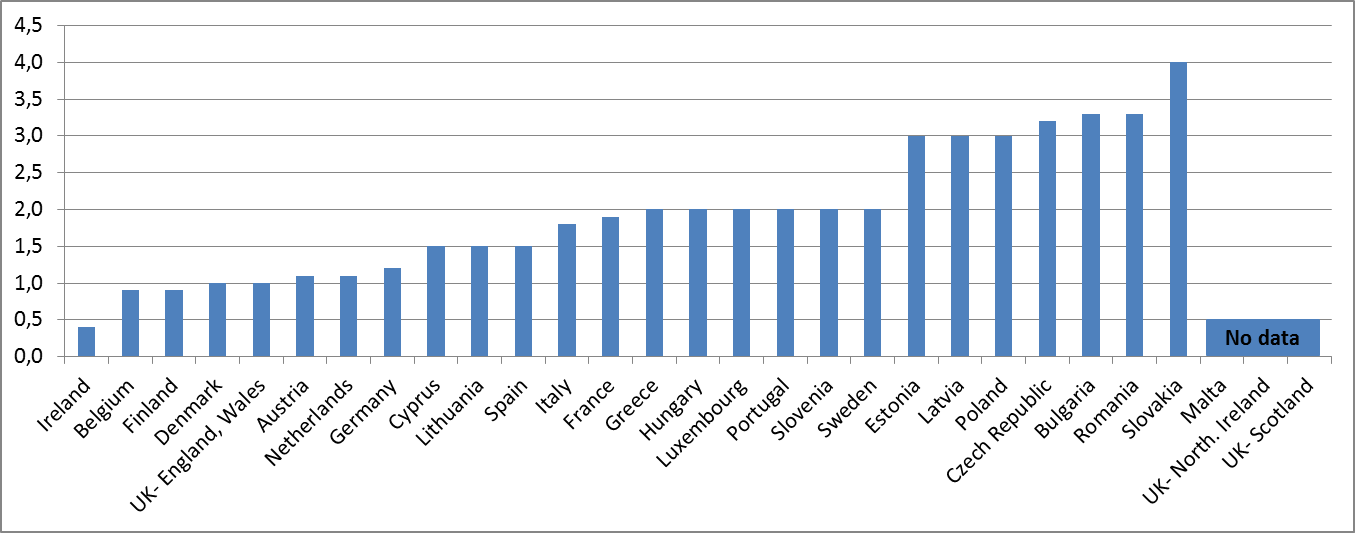 4,5
4,0
3,5
3,0
2,5
2,0
1,5
1,0
0,5
0,0
No data
Ireland
Belgium
Finland
Denmark
UK- England, Wales
Austria
Netherlands
Germany
Cyprus
Lithuania
Spain
Italy
France
Greece
Hungary
Luxembourg
Portugal
Slovenia
Sweden
Estonia
Latvia
Poland
Czech Republic
Bulgaria
Romania
Slovakia
Malta
UK- North. Ireland
UK- Scotland